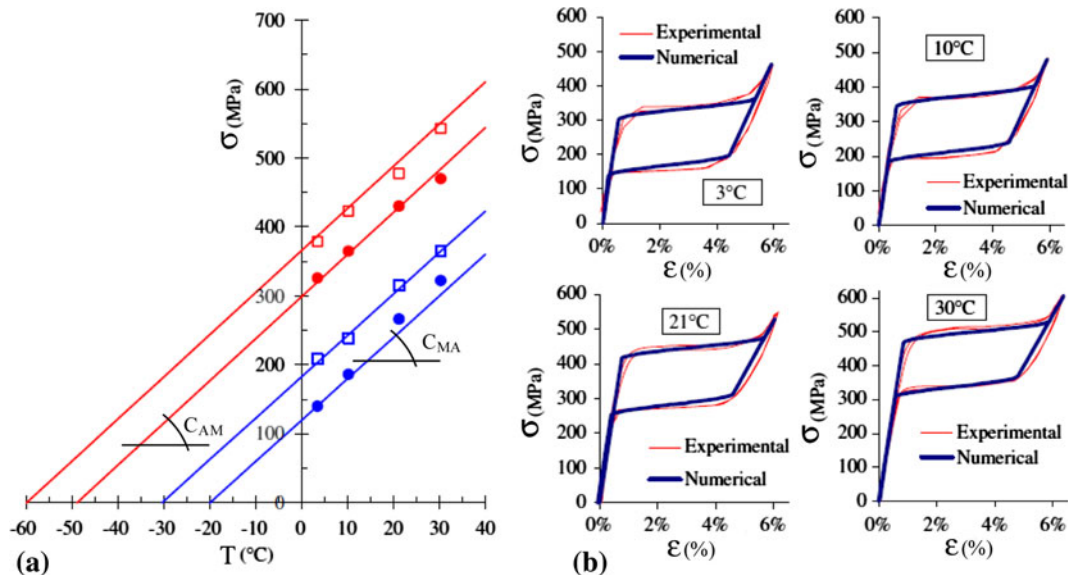 700
600
500
400
300
200
100
0
σ(MPa)
C_MA
C_AM
-60 -50 -40 -30 -20 -10 0 10 20 30 40
T(°C)
(a)
600
500
400
300
200
100
0
σ(MPa)
Experimental
Numerical
3°C
0% 2% 4% 6%
ε(%)
600
500
400
300
200
100
0
σ(MPa)
10°C
Experimental
Numerical
0% 2% 4% 6%
ε(%)
600
500
400
300
200
100
0
σ(MPa)
21°C
Experimental
Numerical
0% 2% 4% 6%
ε(%)
600
500
400
300
200
100
0
σ(MPa)
30°C
Experimental
Numerical
0% 2% 4% 6%
ε(%)
(b)